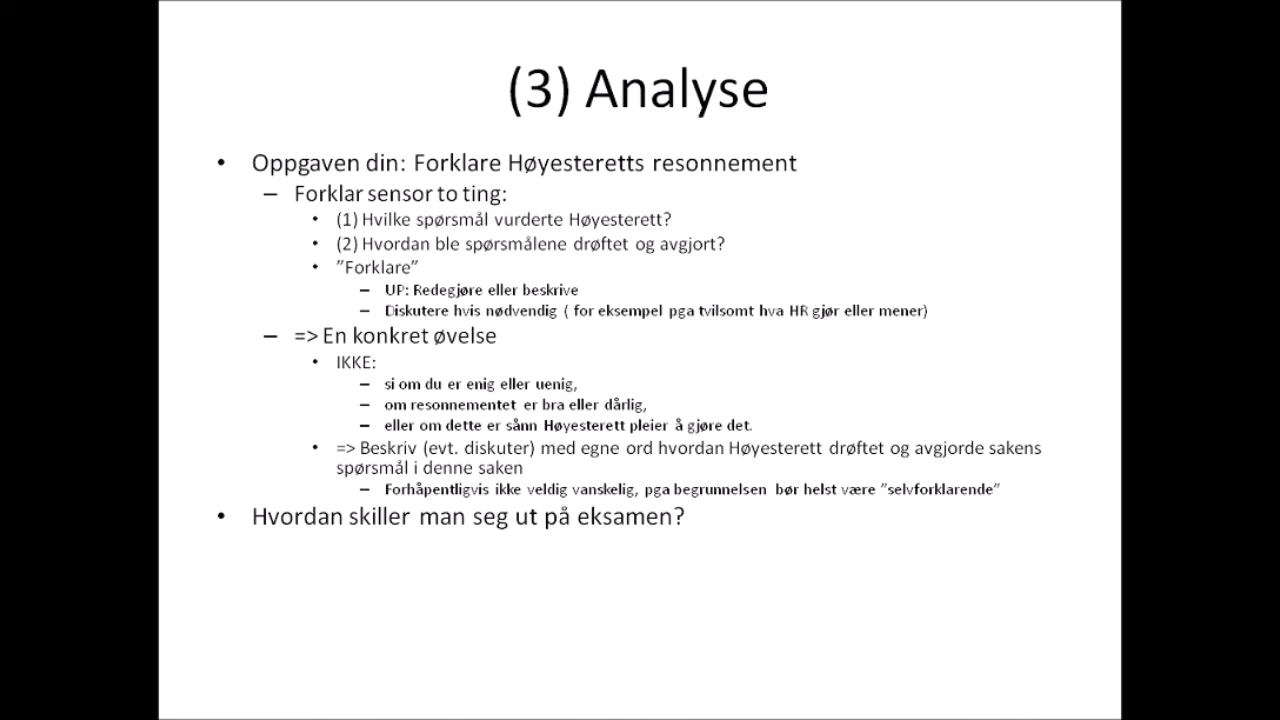 (3) Analyse
• Oppgaven din: Forklare Høyesteretts resonnement
– Forklar sensor to ting:
• (1) Hvilke spørsmål vurderte Høyesterett?
• (2) Hvordan ble spørsmålene drøftet og avgjort?
• ”Forklare”
– UP: Redegjøre eller beskrive
– Diskutere hvis nødvendig ( for eksempel pga tvilsomt hva HR gjør eller mener)
– => En konkret øvelse
• IKKE:
– si om du er enig eller uenig,
– om resonnementet er bra eller dårlig,
– eller om dette er sånn Høyesterett pleier å gjøre det.
• => Beskriv (evt. diskuter) med egne ord hvordan Høyesterett drøftet og avgjorde sakens
spørsmål i denne saken
– Forhåpentligvis ikke veldig vanskelig, pga begrunnelsen bør helst være ”selvforklarende”
• Hvordan skiller man seg ut på eksamen?